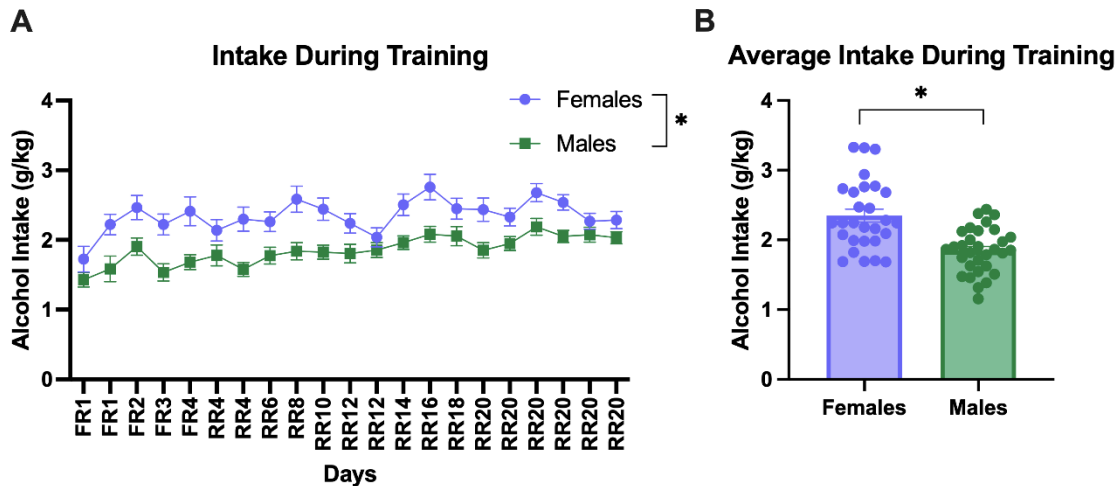 A
Intake During Training
Alcohol Intake (g/kg)
4
3
2
1
0
Females
Males
*
FR1
FR1
FR2
FR3
FR4
RR4
RR4
RR6
RR8
RR10
RR12
RR12
RR14
RR16
RR18
RR20
RR20
RR20
RR20
RR20
RR20
Days
B
Average Intake During Training
Alcohol Intake (g/kg)
4
3
2
1
0
*
Females
Males